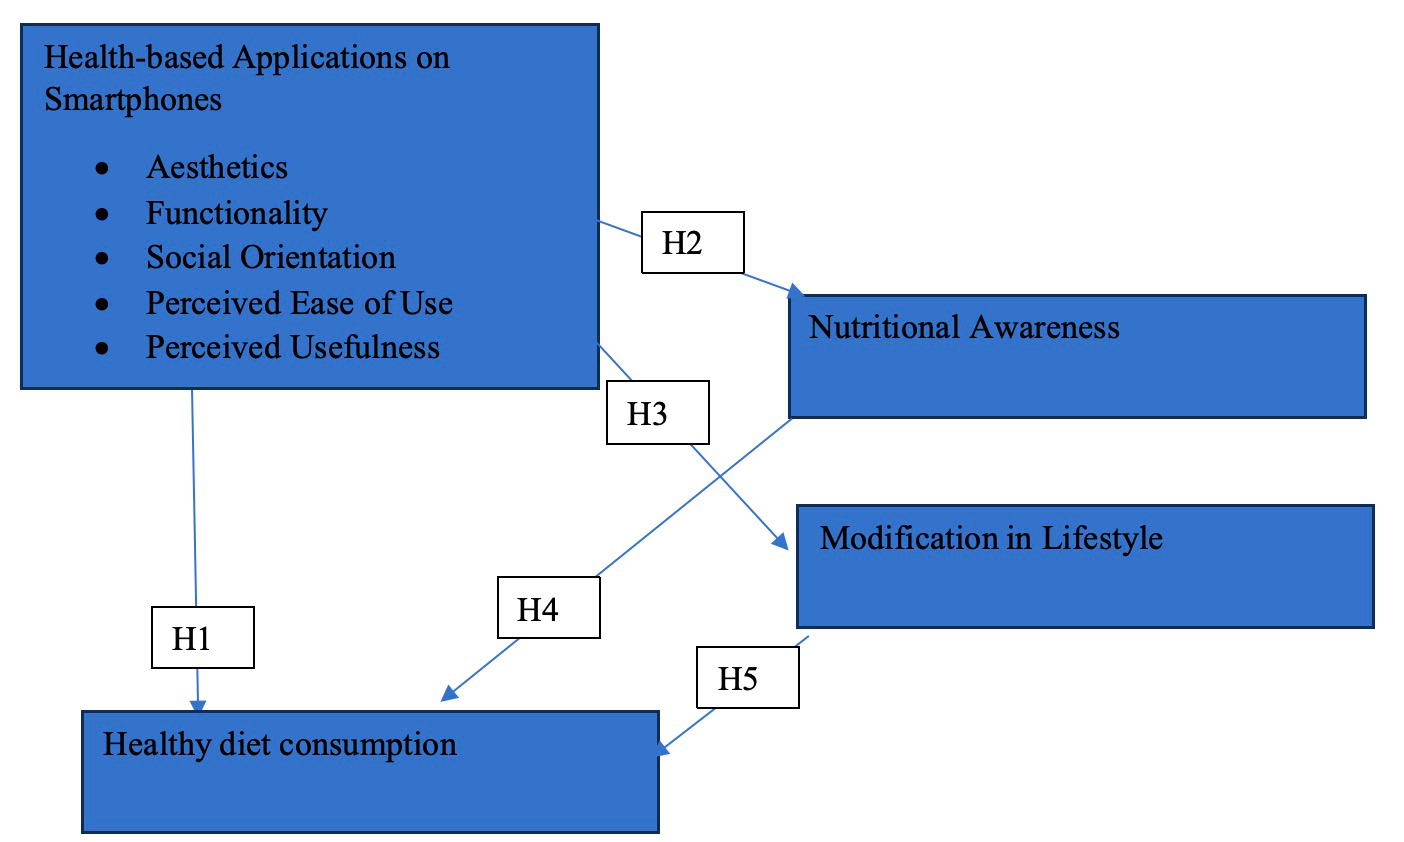 Health-based Applications on
Smartphones
• Aesthetics
• Functionality
• Social Orientation
• Perceived Ease of Use
• Perceived Usefulness
H2
Nutritional Awareness
H3
Modification in Lifestyle
H4
H1
H5
Healthy diet consumption